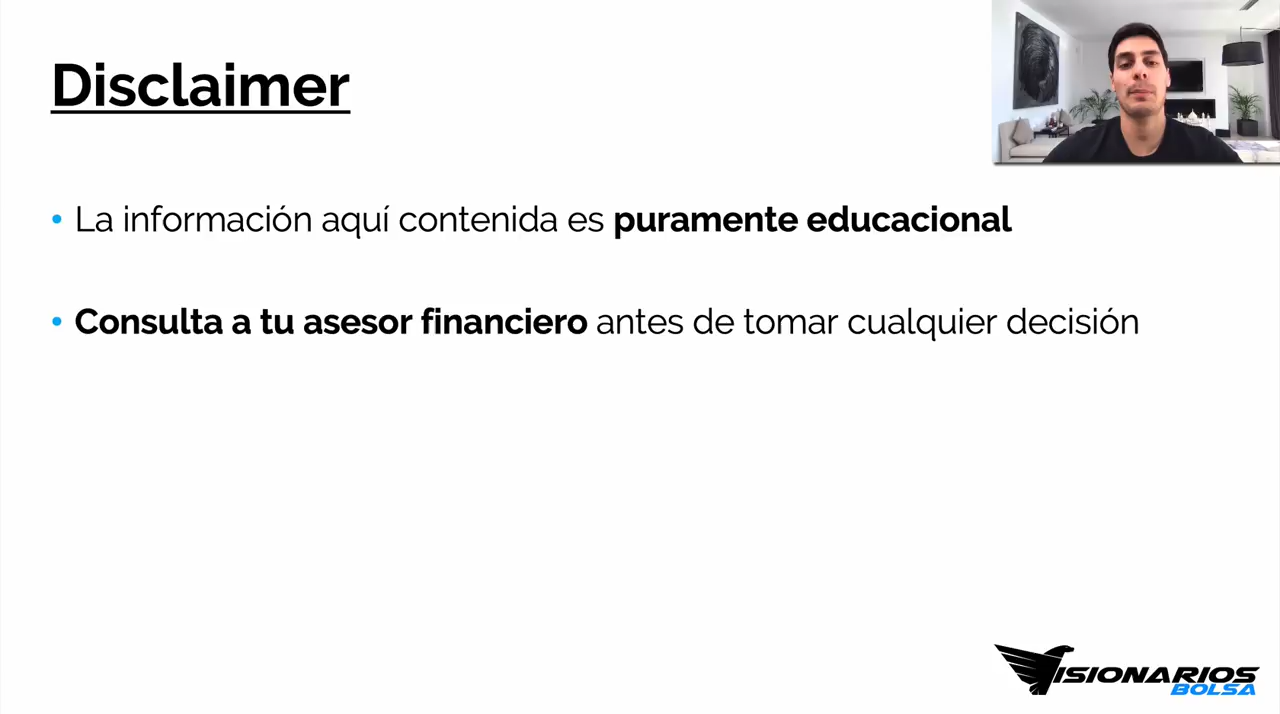 Disclaimer
• La información aquí contenida es puramente educacional
• Consulta a tu asesor financiero antes de tomar cualquier decisión
VISIONARIOS
BOLSA